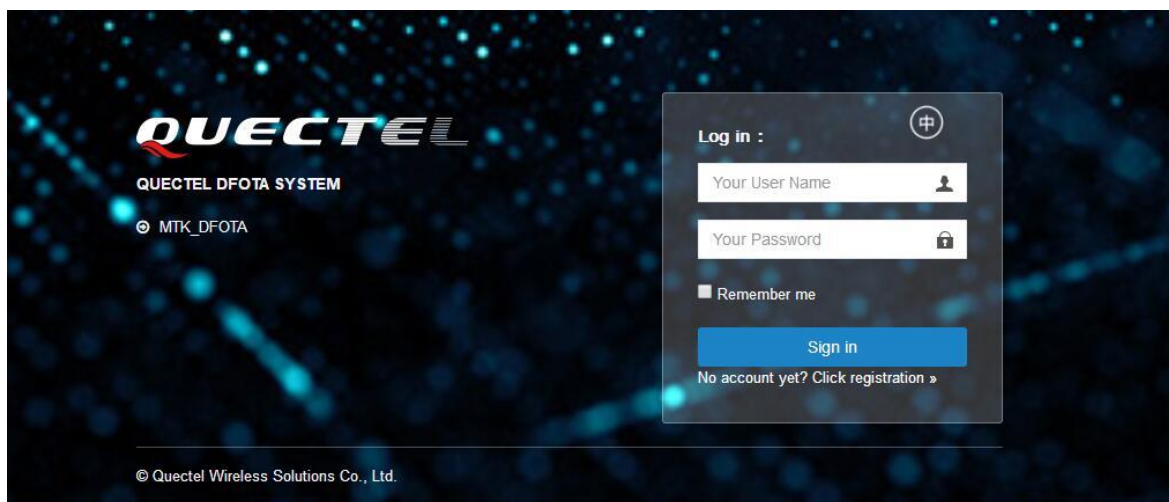 QUECTEL
QUECTEL DFOTA SYSTEM
MTK_DFOTA
中
Log in：
Your User Name
Your Password
Remember me
Sign in
No account yet? Click registration »
© Quectel Wireless Solutions Co., Ltd.